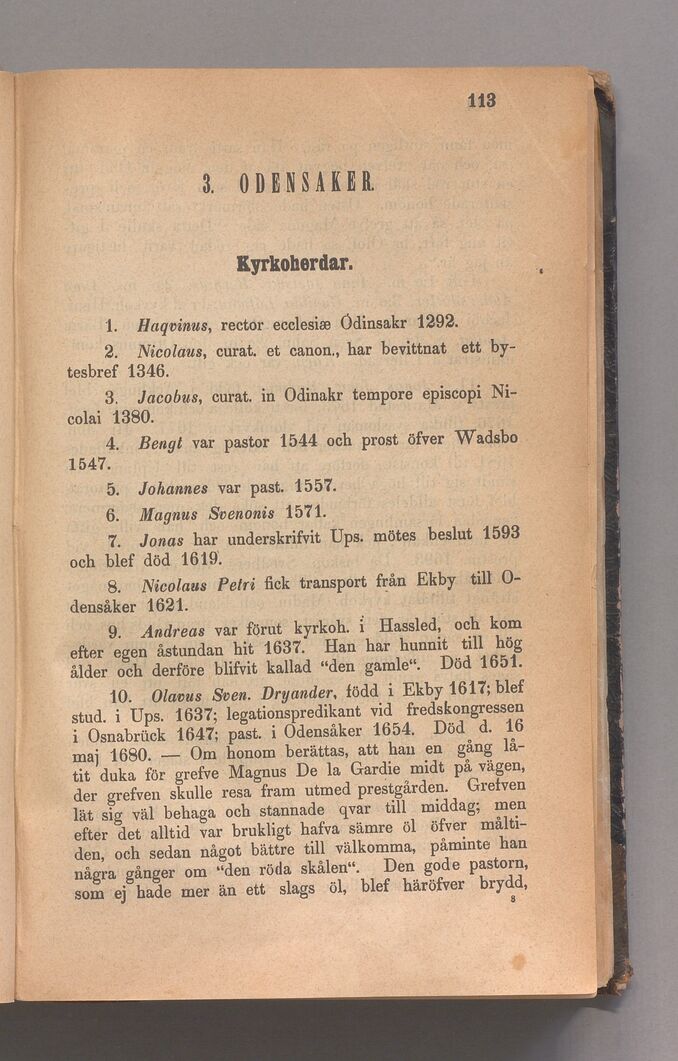 113
3. ODENSAKER.
Kyrkoherdar.
1. Haqvinus, rector ecclesiæ Odinsakr 1292.
2. Nicolaus, curat. et canon., har bevittnat ett by-
tesbref 1346.
3. Jacobus, curat. in Odinakr tempore episcopi Ni-
colai 1380.
4. Bengt var pastor 1544 och prost öfver Wadsbo
1547.
5. Johannes var past. 1557.
6. Magnus Svenonis 1571.
7. Jonas har underskrifvit Ups. mötes beslut 1593
och blef död 1619.
8. Nicolaus Petri fick transport från Ekby till O-
densåker 1621.
9. Andreas var förut kyrkoh. i Hassled, och kom
efter egen åstundan hit 1637. Han har hunnit till hög
ålder och derföre blifvit kallad “den gamle“. Död 1651.
10. Olavus Sven. Dryander, född i Ekby 1617; blef
stud. i Ups. 1637; legationspredikant vid fredskongressen
i Osnabrück 1647; past. i Odensåker 1654. Död d. 16
maj 1680. — Om honom berättas, att han en gång lå-
tit duka för grefve Magnus De la Gardie midt på vägen,
der grefven skulle resa fram utmed prestgården. Grefven
lät sig väl behaga och stannade qvar till middag; men
efter det alltid var brukligt hafva sämre öl öfver målti-
den, och sedan något bättre till välkomma, påminte han
några gånger om “den röda skålen“. Den gode pastorn,
som ej hade mer än ett slags öl, blef häröfver brydd,
8